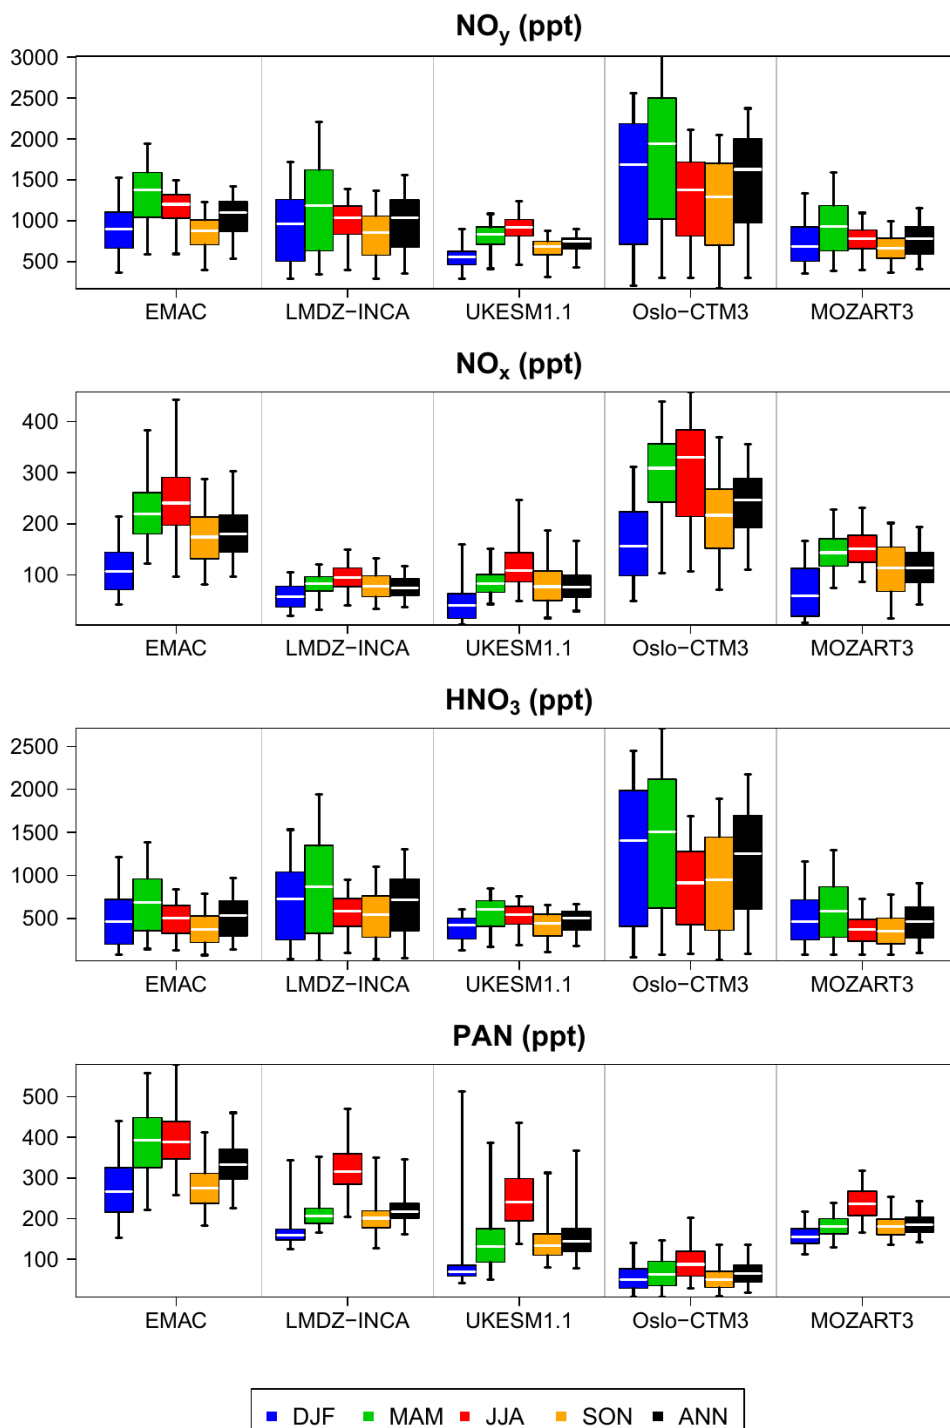 NOy (ppt)
3000
2500
2000
1500
1000
500
EMAC LMDZ−INCA UKESM1.1 Oslo−CTM3 MOZART3
NOx (ppt)
400
300
200
100
EMAC LMDZ−INCA UKESM1.1 Oslo−CTM3 MOZART3
HNO3 (ppt)
2500
2000
1500
1000
500
EMAC LMDZ−INCA UKESM1.1 Oslo−CTM3 MOZART3
PAN (ppt)
500
400
300
200
100
EMAC LMDZ−INCA UKESM1.1 Oslo−CTM3 MOZART3
DJF MAM JJA SON ANN